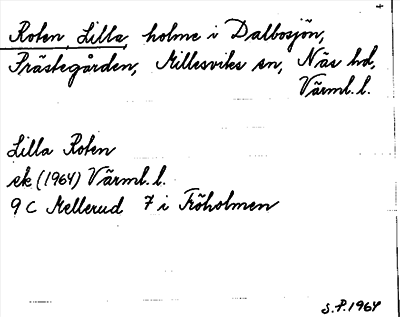 Roten, Lilla, holme i Dalbosjön,
Prästegården, Millesviks sn, Näs hd,
Värml. l.
Lilla Roten
ek (1964) Värml. l.
9 C Mellerud 7 i Fröholmen
S.P. 1964